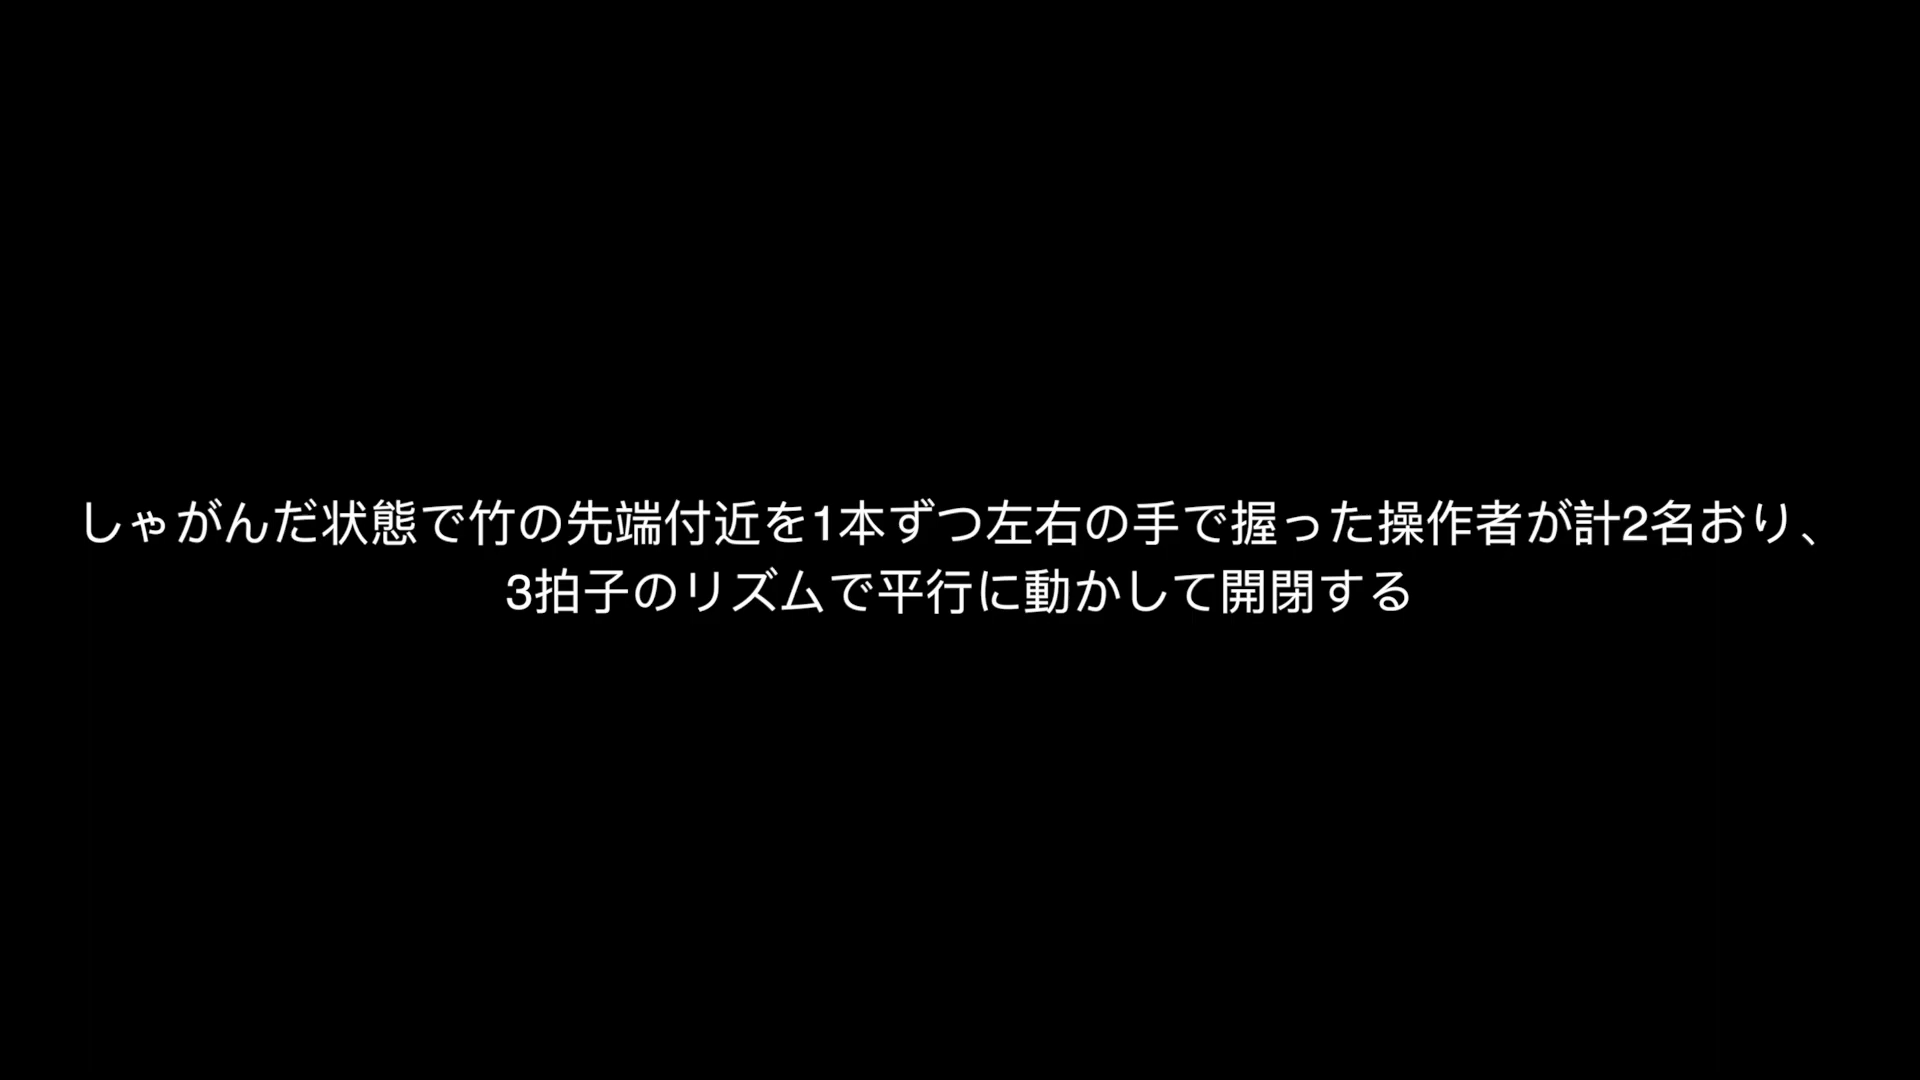 しゃがんだ状態で竹の先端付近を1本ずつ左右の手で握った操作者が計2名おり、
3拍子のリズムで平行に動かして開閉する